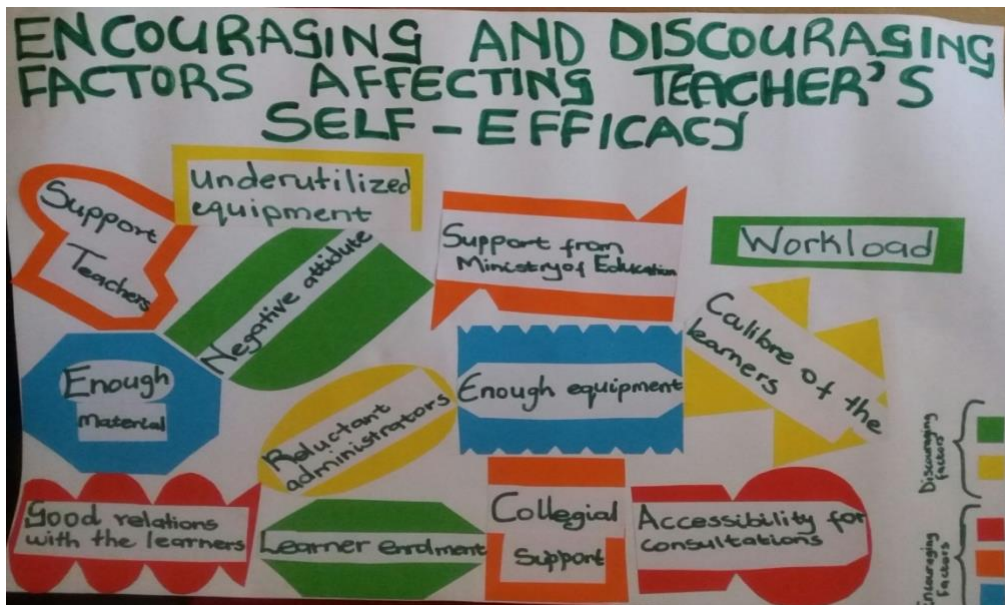 ENCOURAGING AND DISCOURAGING
FACTORS AFFECTING TEACHER'S
SELF-EFFICACY
Support
Teachers
Underutilized
equipment
Negative attidute
Support from
Ministry of Education
Workload
Enough
Material
Reluctant
administrators
Enough equipment
Calibre of the
learners
Good relations
with the learners
Learner enrolment
Collegial
Support
Accessibility for
consultations
Discouraging
factors
Encouraging
Factors